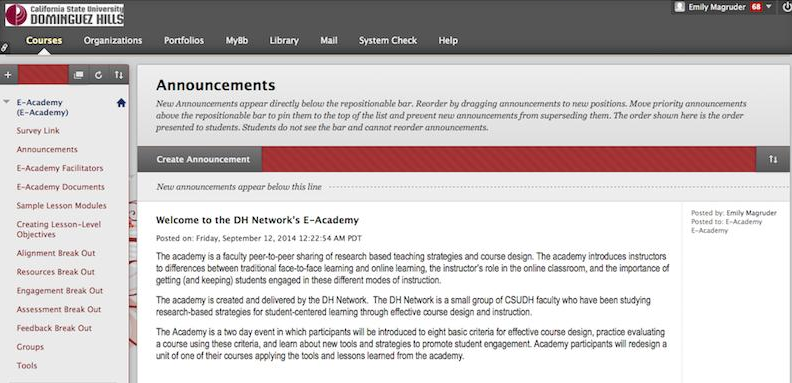 California State University
DOMINGUEZ HILLS
Emily Magruder 68
Courses Organizations Portfolios MyBb Library Mail System Check Help
E-Academy
(E-Academy)
Survey Link
Announcements
E-Academy Facilitators
E-Academy Documents
Sample Lesson Modules
Creating Lesson-Level
Objectives
Alignment Break Out
Resources Break Out
Engagement Break Out
Assessment Break Out
Feedback Break Out
Groups
Tools
Announcements
New Announcements appear directly below the repositionable bar. Reorder by dragging announcements to new positions. Move priority announcements
above the repositionable bar to pin them to the top of the list and prevent new announcements from superseding them. The order shown here is the order
presented to students. Students do not see the bar and cannot reorder announcements.
Create Announcement
New announcements appear below this line
Welcome to the DH Network's E-Academy
Posted on: Friday, September 12, 2014 12:22:54 AM PDT
The academy is a faculty peer-to-peer sharing of research based teaching strategies and course design. The academy introduces instructors
to differences between traditional face-to-face learning and online learning, the instructor's role in the online classroom, and the importance of
getting (and keeping) students engaged in these different modes of instruction.
The academy is created and delivered by the DH Network. The DH Network is a small group of CSUDH faculty who have been studying
research-based strategies for student-centered learning through effective course design and instruction.
The Academy is a two day event in which participants will be introduced to eight basic criteria for effective course design, practice evaluating
a course using these criteria, and learn about new tools and strategies to promote student engagement. Academy participants will redesign a
unit of one of their courses applying the tools and lessons learned from the academy.
Posted by: Emily Magruder
Posted to: E-Academy
E-Academy